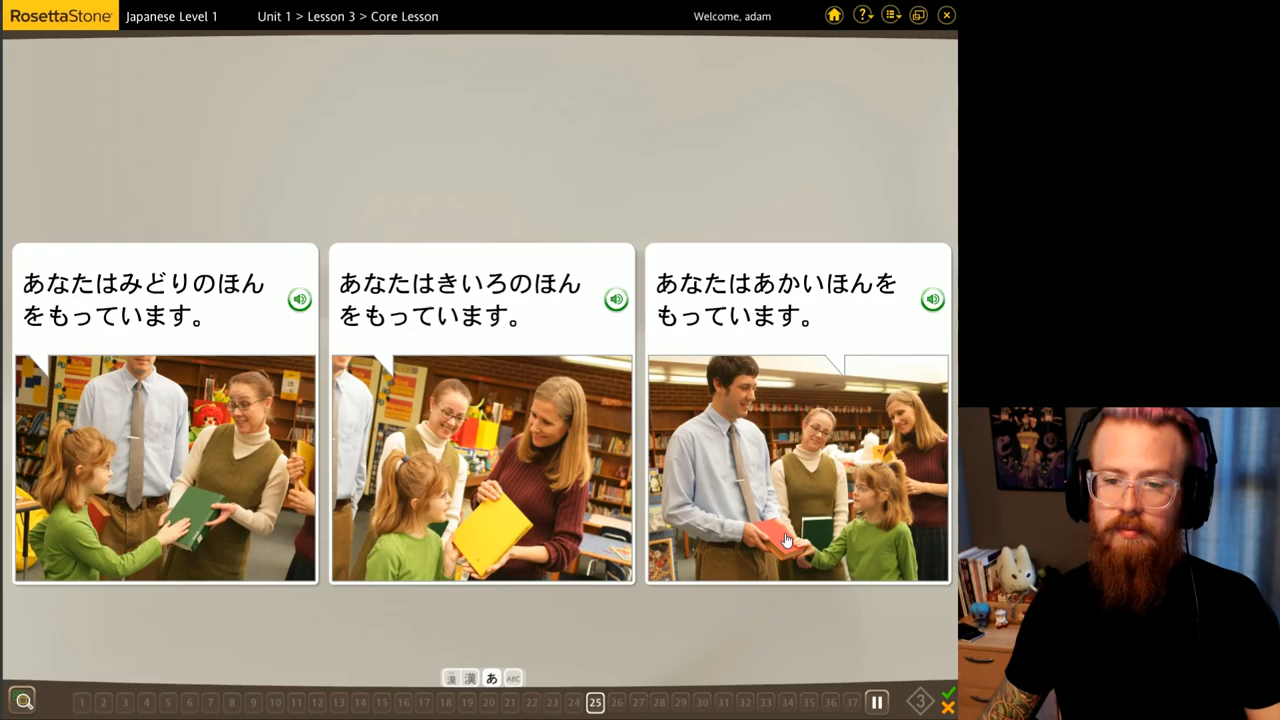 RosettaStone
Japanese Level 1
Unit 1 > Lesson 3 > Core Lesson
Welcome, adam
あなたはみどりのほん
をもっています。
あなたはきいろのほん
をもっています。
あなたはあかいほんを
もっています。
漢 漢 あ ABC
1 2 3 4 5 6 7 8 9 10 11 12 13 14 15 16 17 18 19 20 21 22 23 24 25 26 27 28 29 30 31 32 33 34 35 36 37
3